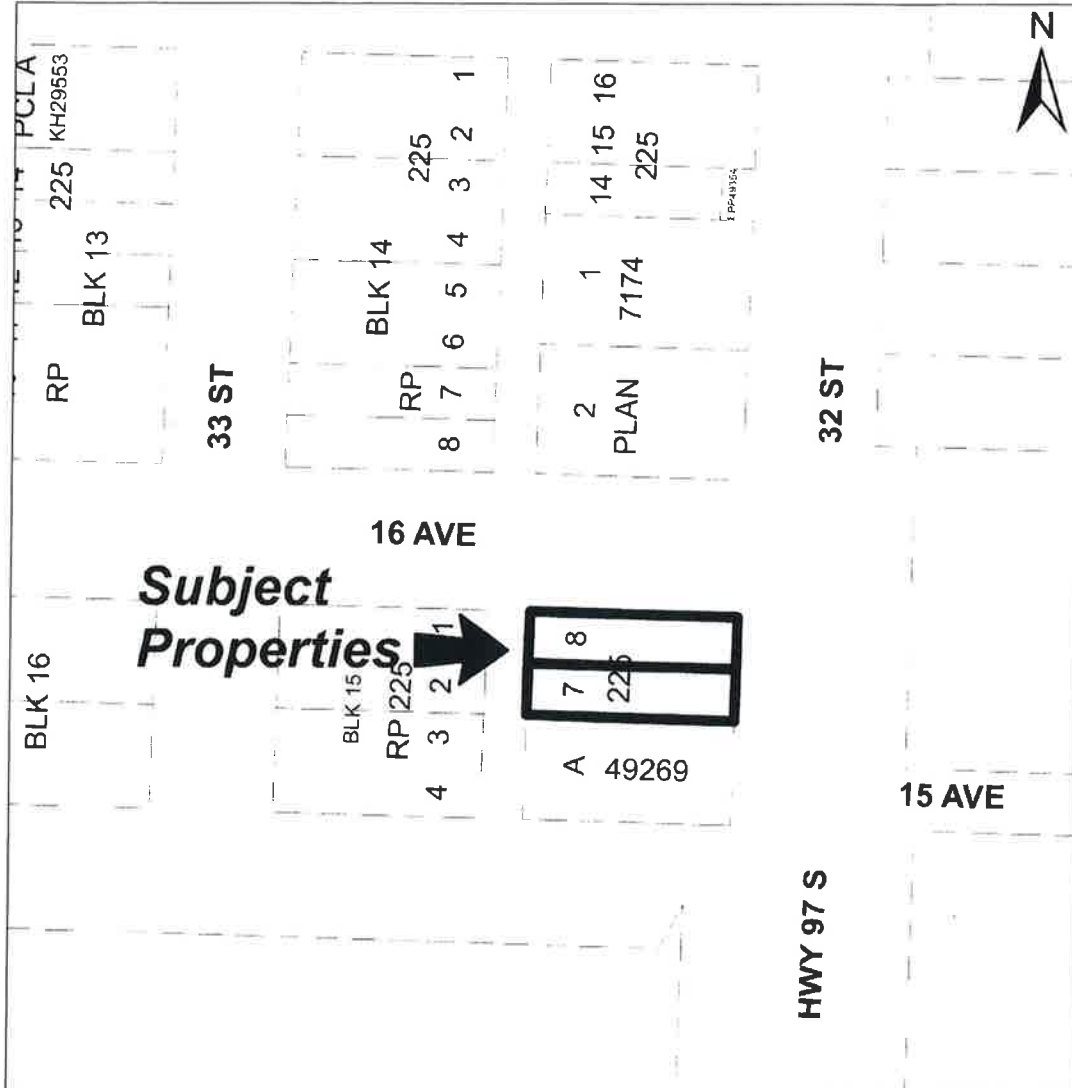 N
PCL A
KH29553
225
BLK 13
RP
33 ST
1
2
225
3
4
BLK 14
5
6
RP
7
8
16
15
225
14
1
7174
2
PLAN
32 ST
16 AVE
Subject
Properties
BLK 16
1
2
BLK 15
RP 225
3
4
8
7
225
A 49269
15 AVE
HWY 97 S